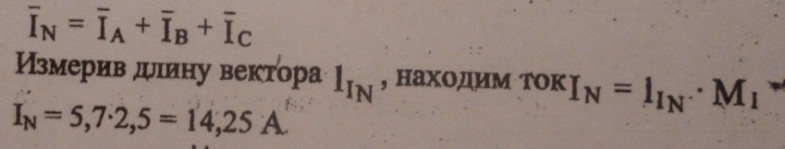 Ī_N = Ī_A + Ī_B + Ī_C
Измерив длину вектора l_{I_N}, находим ток I_N = l_{I_N} · M_I
I_N = 5,7·2,5 = 14,25 А.